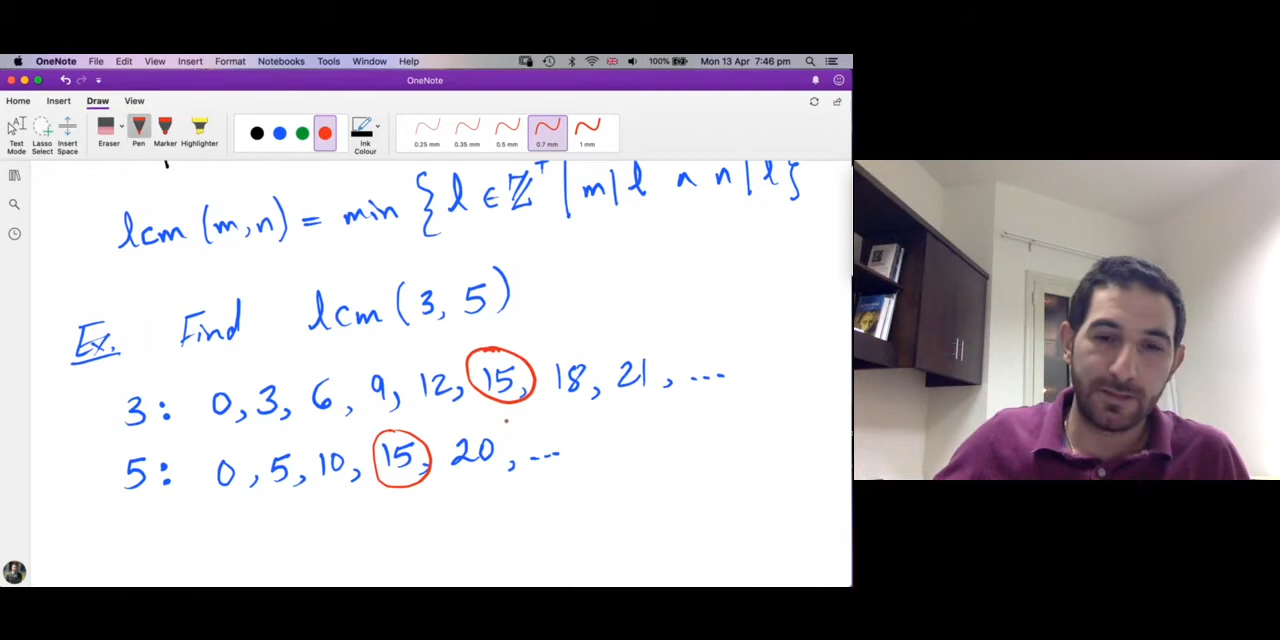 OneNote File Edit View Insert Format Notebooks Tools Window Help 100% Mon 13 Apr 7:46 pm
OneNote
Home Insert Draw View
Text Mode Lasso Select Insert Space Eraser Pen Marker Highlighter Ink Colour 0.25 mm 0.35 mm 0.5 mm 0.7 mm 1 mm
lcm (m,n) = min { l ∈ ℤ⁺ | m|l ∧ n|l }
Ex. Find lcm (3, 5)
3: 0, 3, 6, 9, 12, 15, 18, 21, ...
5: 0, 5, 10, 15, 20, ...